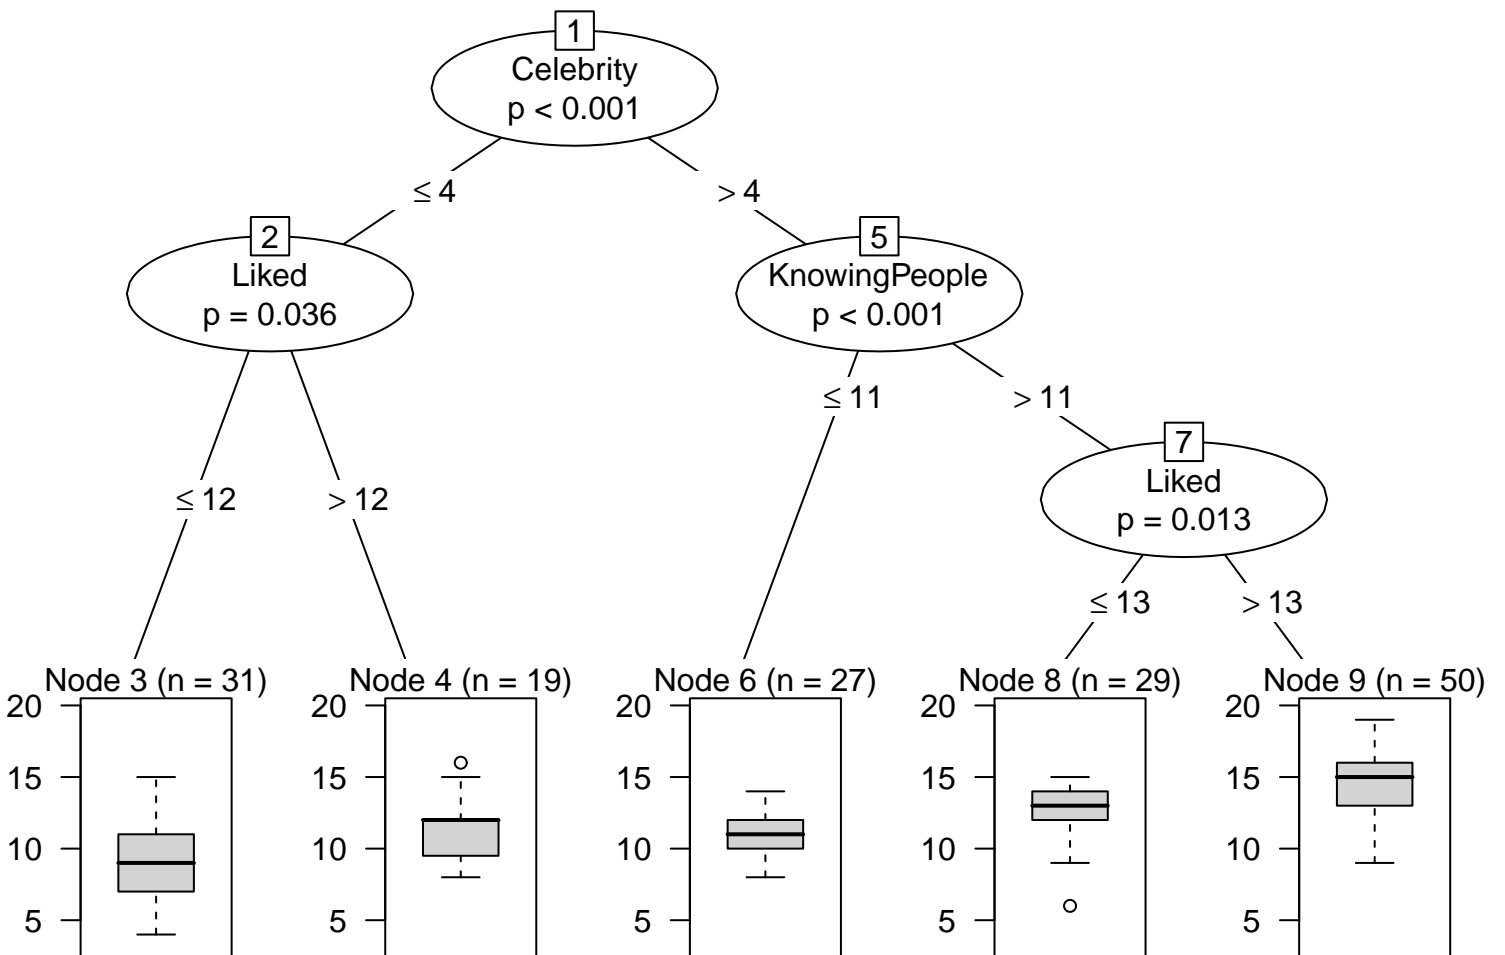 1
Celebrity
p < 0.001
≤ 4
> 4
2
Liked
p = 0.036
5
KnowingPeople
p < 0.001
≤ 11
> 11
7
Liked
p = 0.013
≤ 12
> 12
≤ 13
> 13
Node 3 (n = 31)
20
15
10
5
Node 4 (n = 19)
20
15
10
5
Node 6 (n = 27)
20
15
10
5
Node 8 (n = 29)
20
15
10
5
Node 9 (n = 50)
20
15
10
5